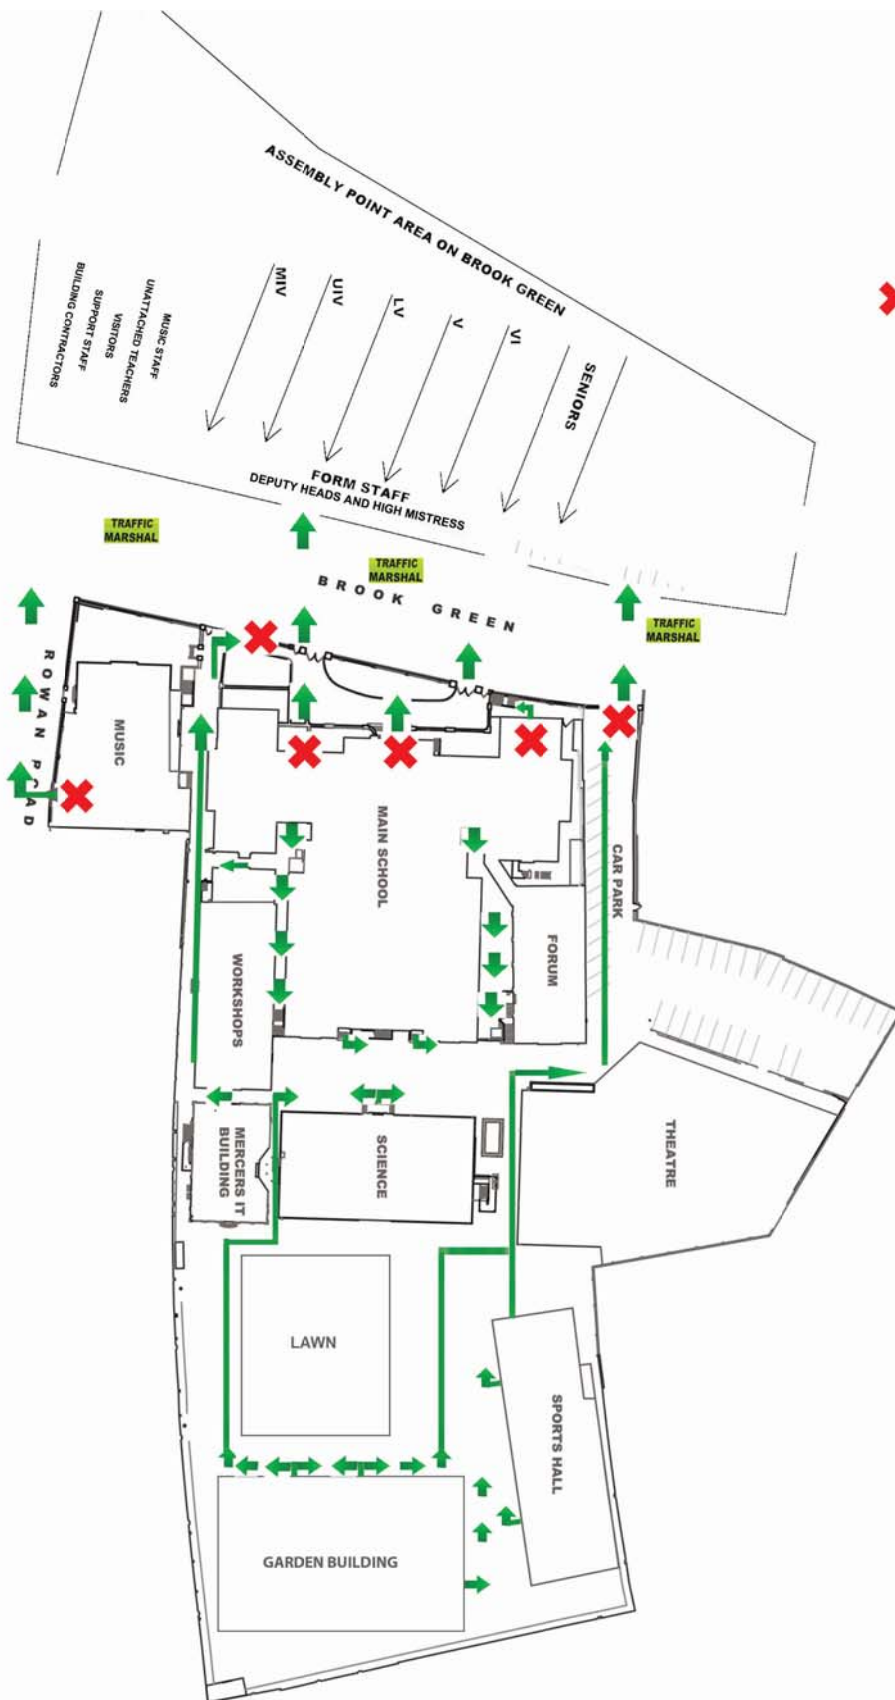 ASSEMBLY POINT AREA ON BROOK GREEN
MIV
UIV
LV
V
VI
SENIORS
MUSIC STAFF
UNATTACHED TEACHERS
VISITORS
SUPPORT STAFF
BUILDING CONTRACTORS
FORM STAFF
DEPUTY HEADS AND HIGH MISTRESS
TRAFFIC
MARSHAL
TRAFFIC
MARSHAL
BROOK GREEN
TRAFFIC
MARSHAL
ROWAN ROAD
MUSIC
MAIN SCHOOL
CAR PARK
WORKSHOPS
FORUM
MERCERS IT
BUILDING
SCIENCE
THEATRE
LAWN
SPORTS HALL
GARDEN BUILDING